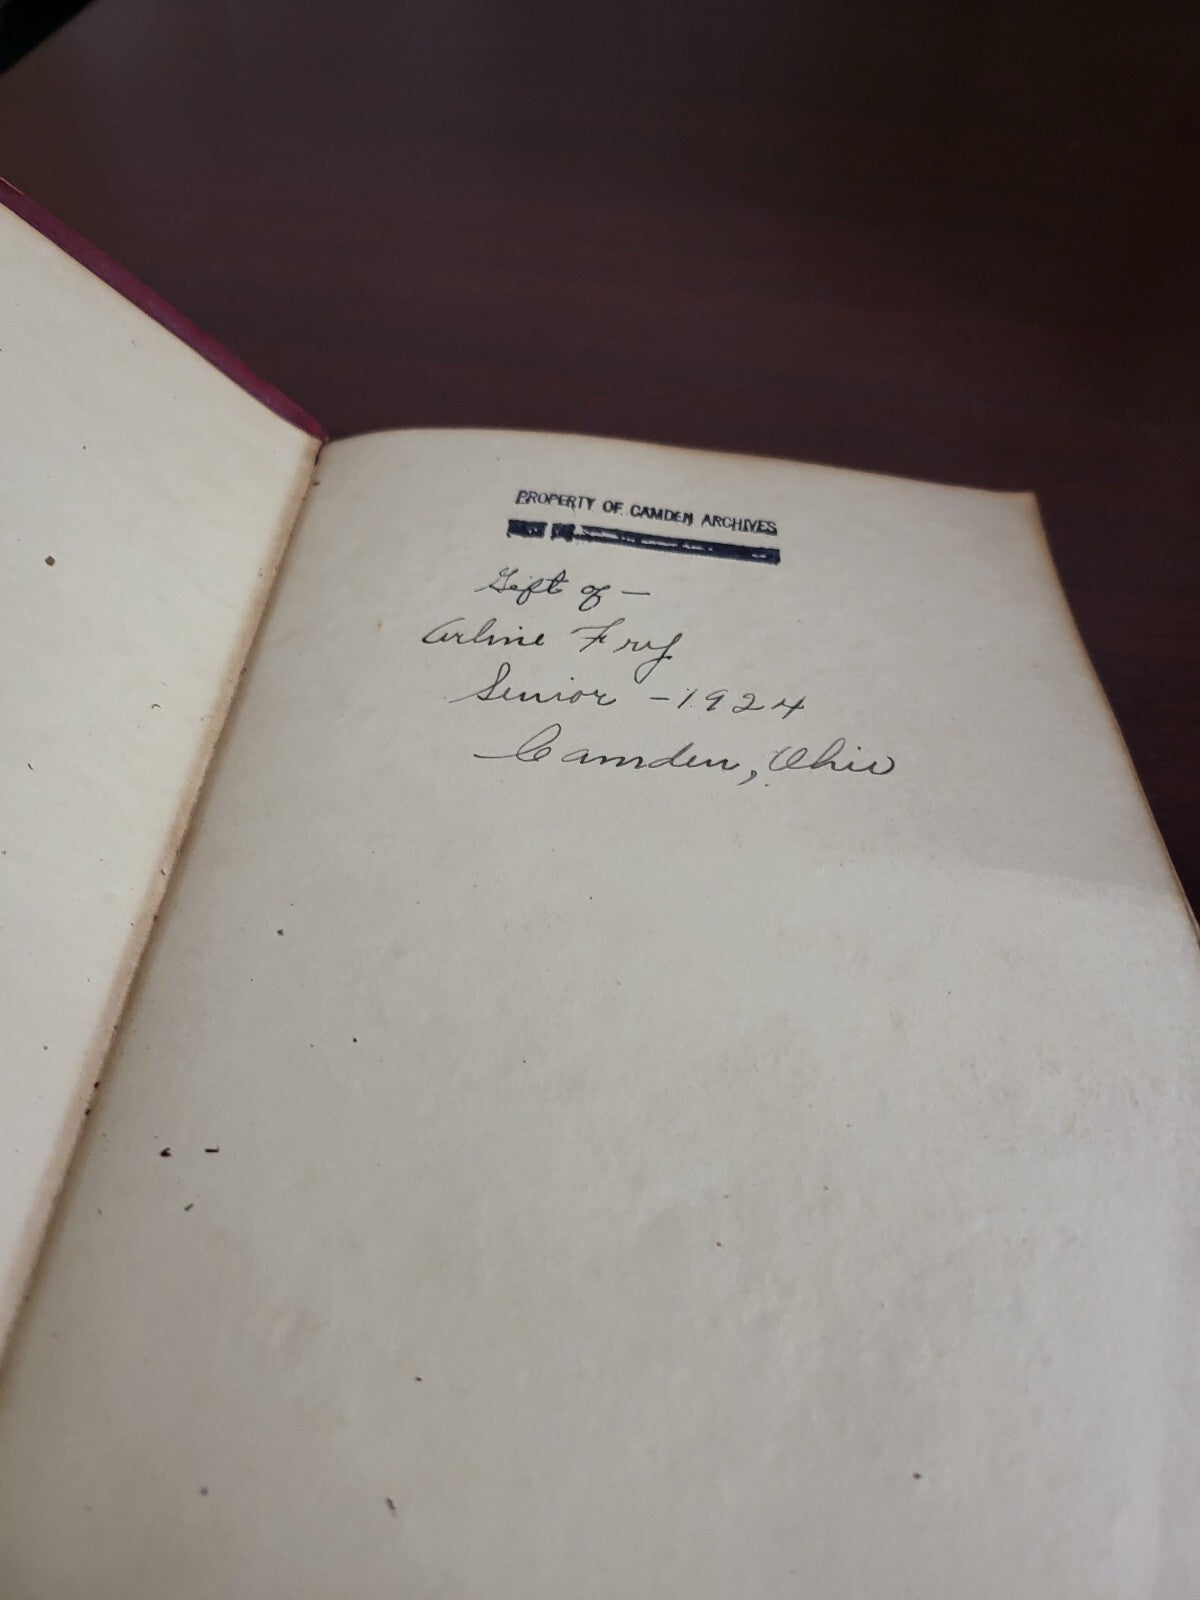 PROPERTY OF CAMDEN ARCHIVES
Gift of —
Arline Fry
Senior - 1924
Camden, Ohio